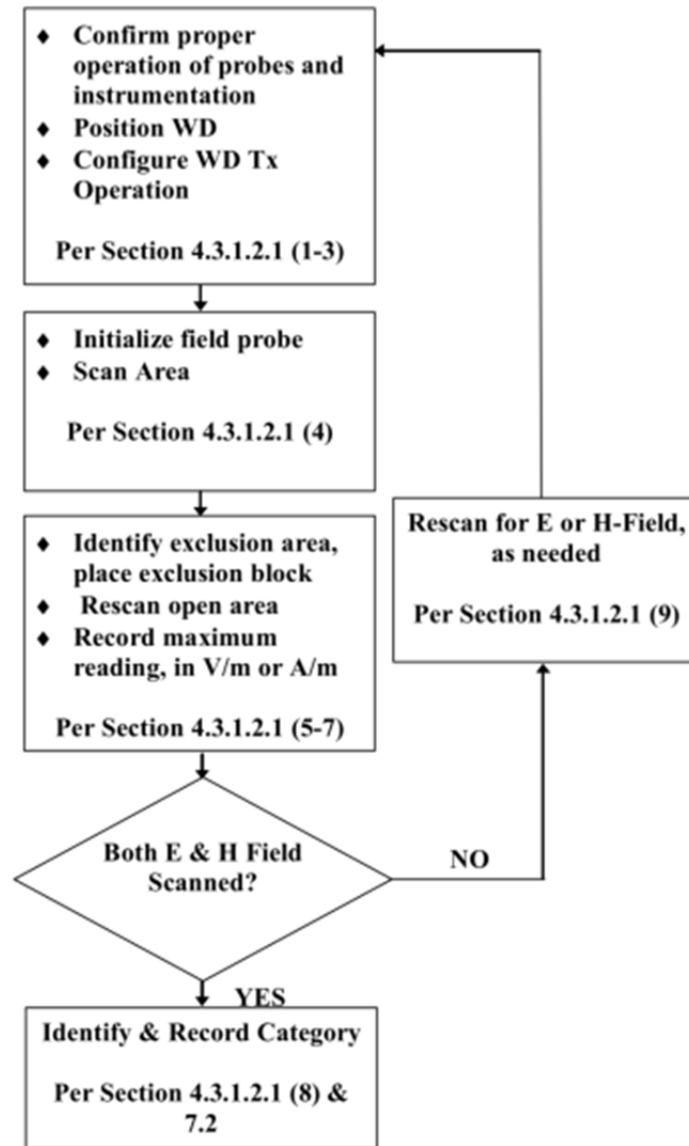 ♦ Confirm proper
operation of probes and
instrumentation
♦ Position WD
♦ Configure WD Tx
Operation
Per Section 4.3.1.2.1 (1-3)
♦ Initialize field probe
♦ Scan Area
Per Section 4.3.1.2.1 (4)
♦ Identify exclusion area,
place exclusion block
♦ Rescan open area
♦ Record maximum
reading, in V/m or A/m
Per Section 4.3.1.2.1 (5-7)
Rescan for E or H-Field,
as needed
Per Section 4.3.1.2.1 (9)
Both E & H Field
Scanned?
NO
YES
Identify & Record Category
Per Section 4.3.1.2.1 (8) &
7.2